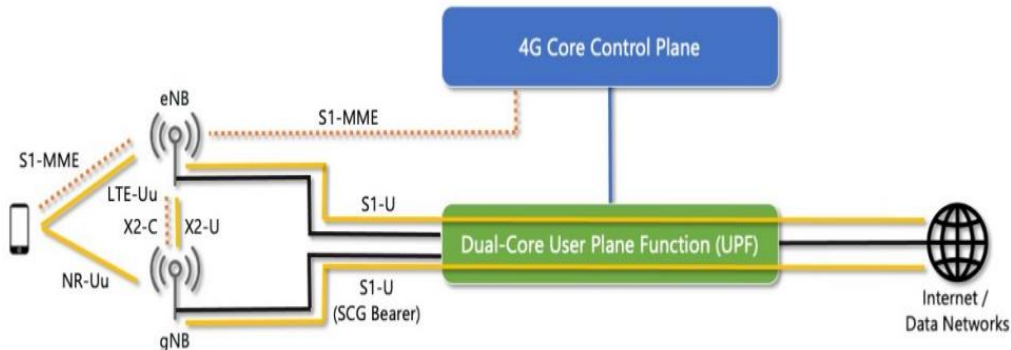 4G Core Control Plane
eNB
S1-MME
S1-MME
LTE-Uu
X2-C
X2-U
NR-Uu
gNB
S1-U
Dual-Core User Plane Function (UPF)
S1-U
(SCG Bearer)
Internet /
Data Networks